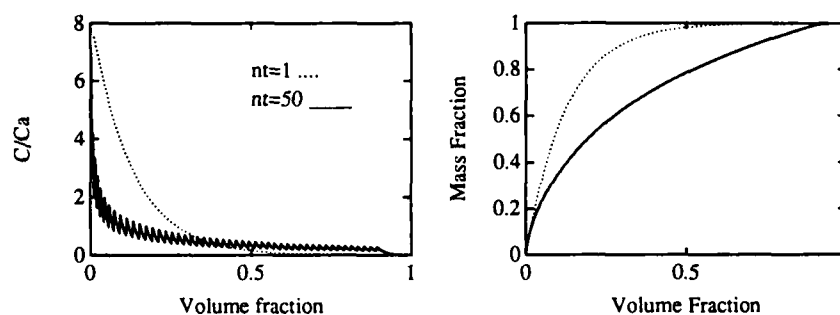 8
6
4
2
0
C/Ca
nt=1 ....
nt=50 ____
0
0.5
1
Volume fraction
1
0.8
0.6
0.4
0.2
0
Mass Fraction
0
0.5
Volume Fraction